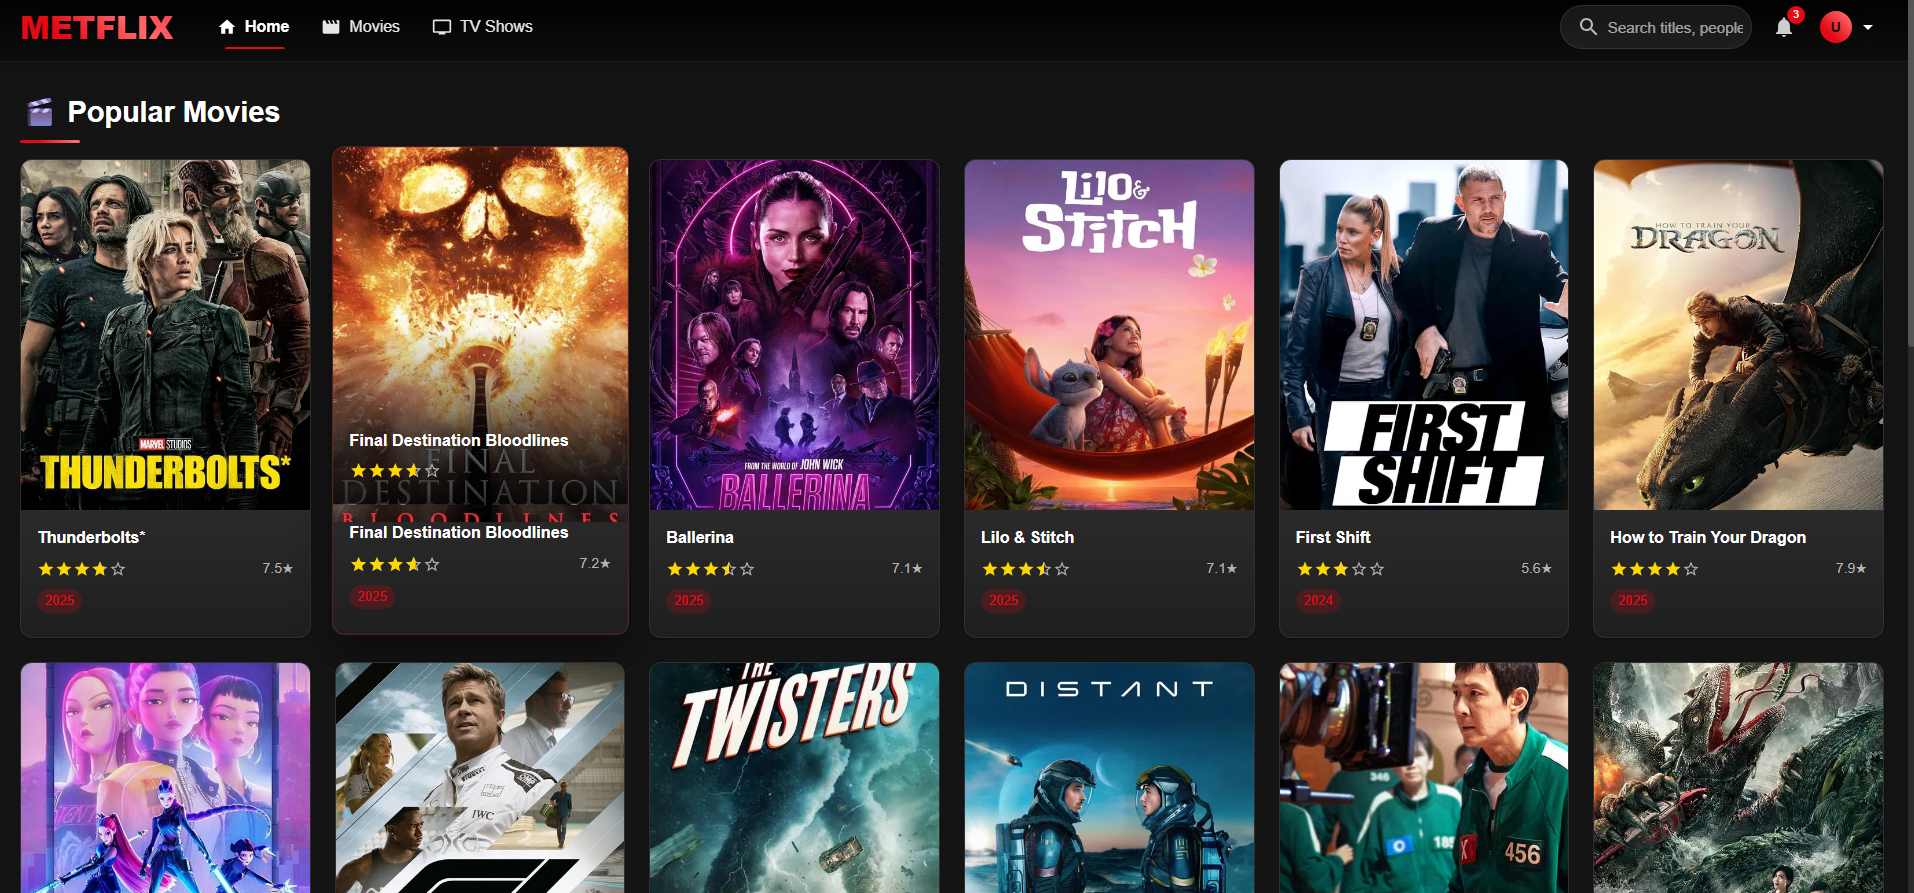 METFLIX
Home
Movies
TV Shows
Search titles, people
3
U
Popular Movies
MARVEL STUDIOS
THUNDERBOLTS*
Thunderbolts*
7.5★
2025
Final Destination Bloodlines
FINAL
DESTINATION
BLOODLINES
Final Destination Bloodlines
7.2★
2025
FROM THE WORLD OF JOHN WICK
BALLERINA
Ballerina
7.1★
2025
Lilo &
Stitch
Lilo & Stitch
7.1★
2025
FIRST
SHIFT
First Shift
5.6★
2024
HOW TO TRAIN YOUR
DRAGON
How to Train Your Dragon
7.9★
2025
IWC
THE
TWISTERS
DISTANT
346
185
456